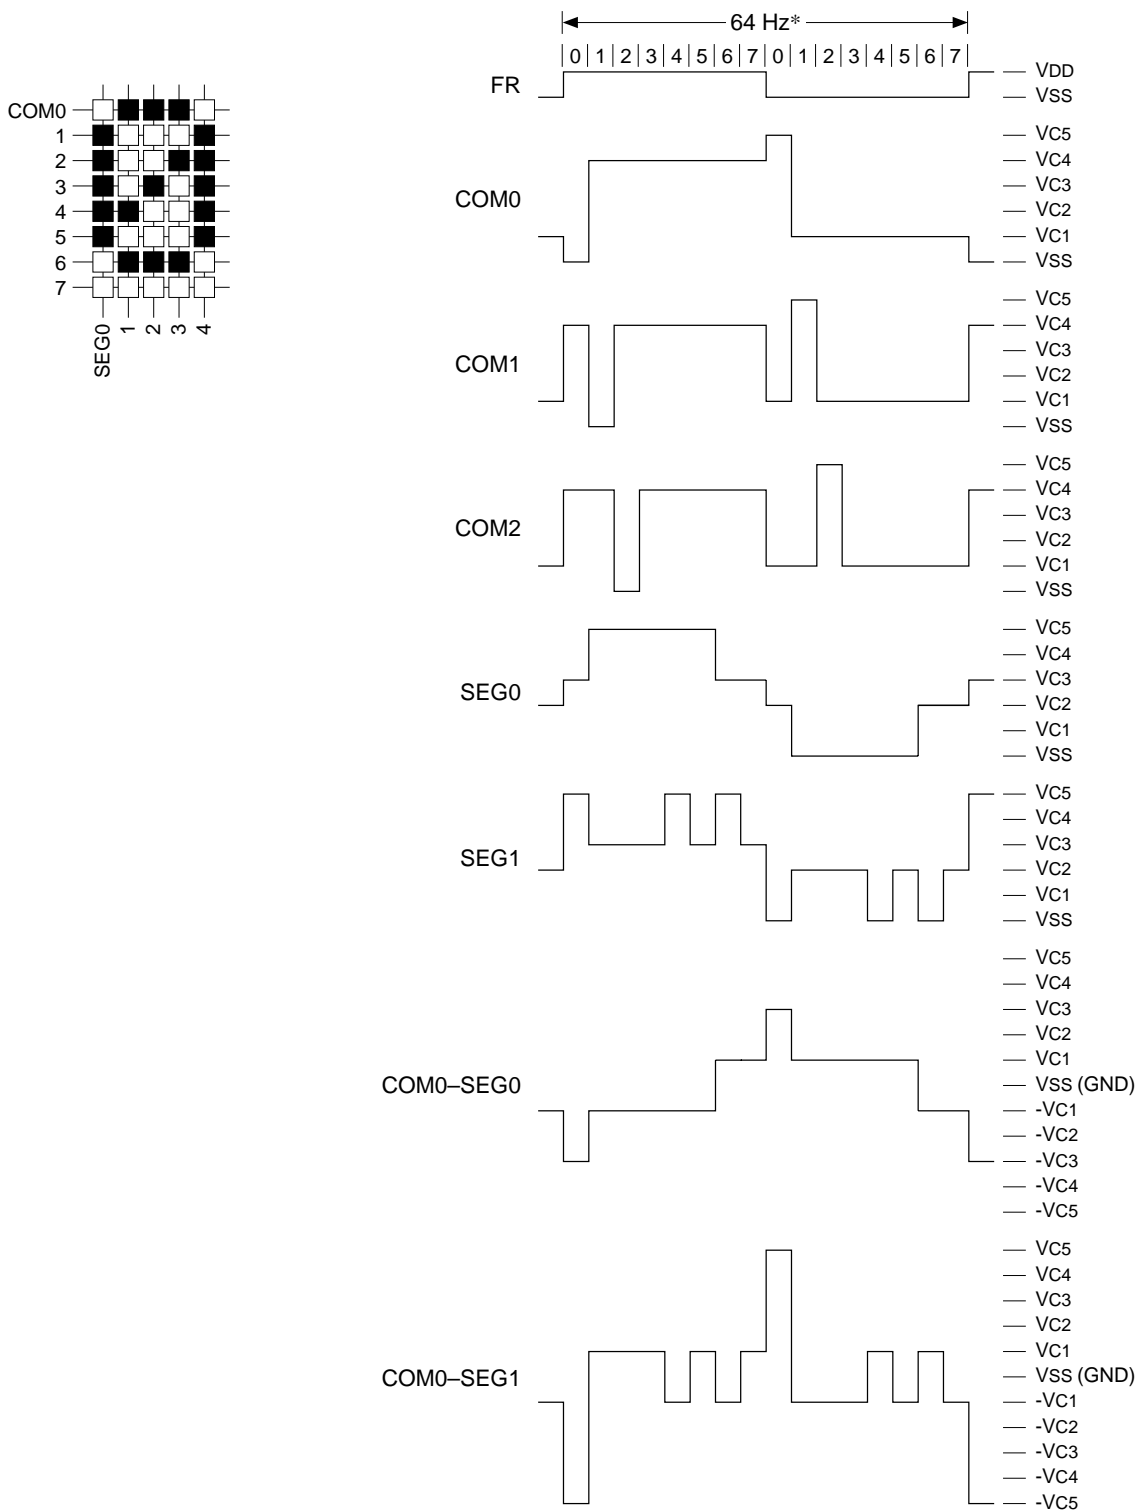 64 Hz*
0 1 2 3 4 5 6 7 0 1 2 3 4 5 6 7
FR
VDD
VSS
COM0
1
2
3
4
5
6
7
SEG0
1
2
3
4
COM0
VC5
VC4
VC3
VC2
VC1
VSS
COM1
VC5
VC4
VC3
VC2
VC1
VSS
COM2
VC5
VC4
VC3
VC2
VC1
VSS
SEG0
VC5
VC4
VC3
VC2
VC1
VSS
SEG1
VC5
VC4
VC3
VC2
VC1
VSS
COM0–SEG0
VC5
VC4
VC3
VC2
VC1
VSS (GND)
-VC1
-VC2
-VC3
-VC4
-VC5
COM0–SEG1
VC5
VC4
VC3
VC2
VC1
VSS (GND)
-VC1
-VC2
-VC3
-VC4
-VC5